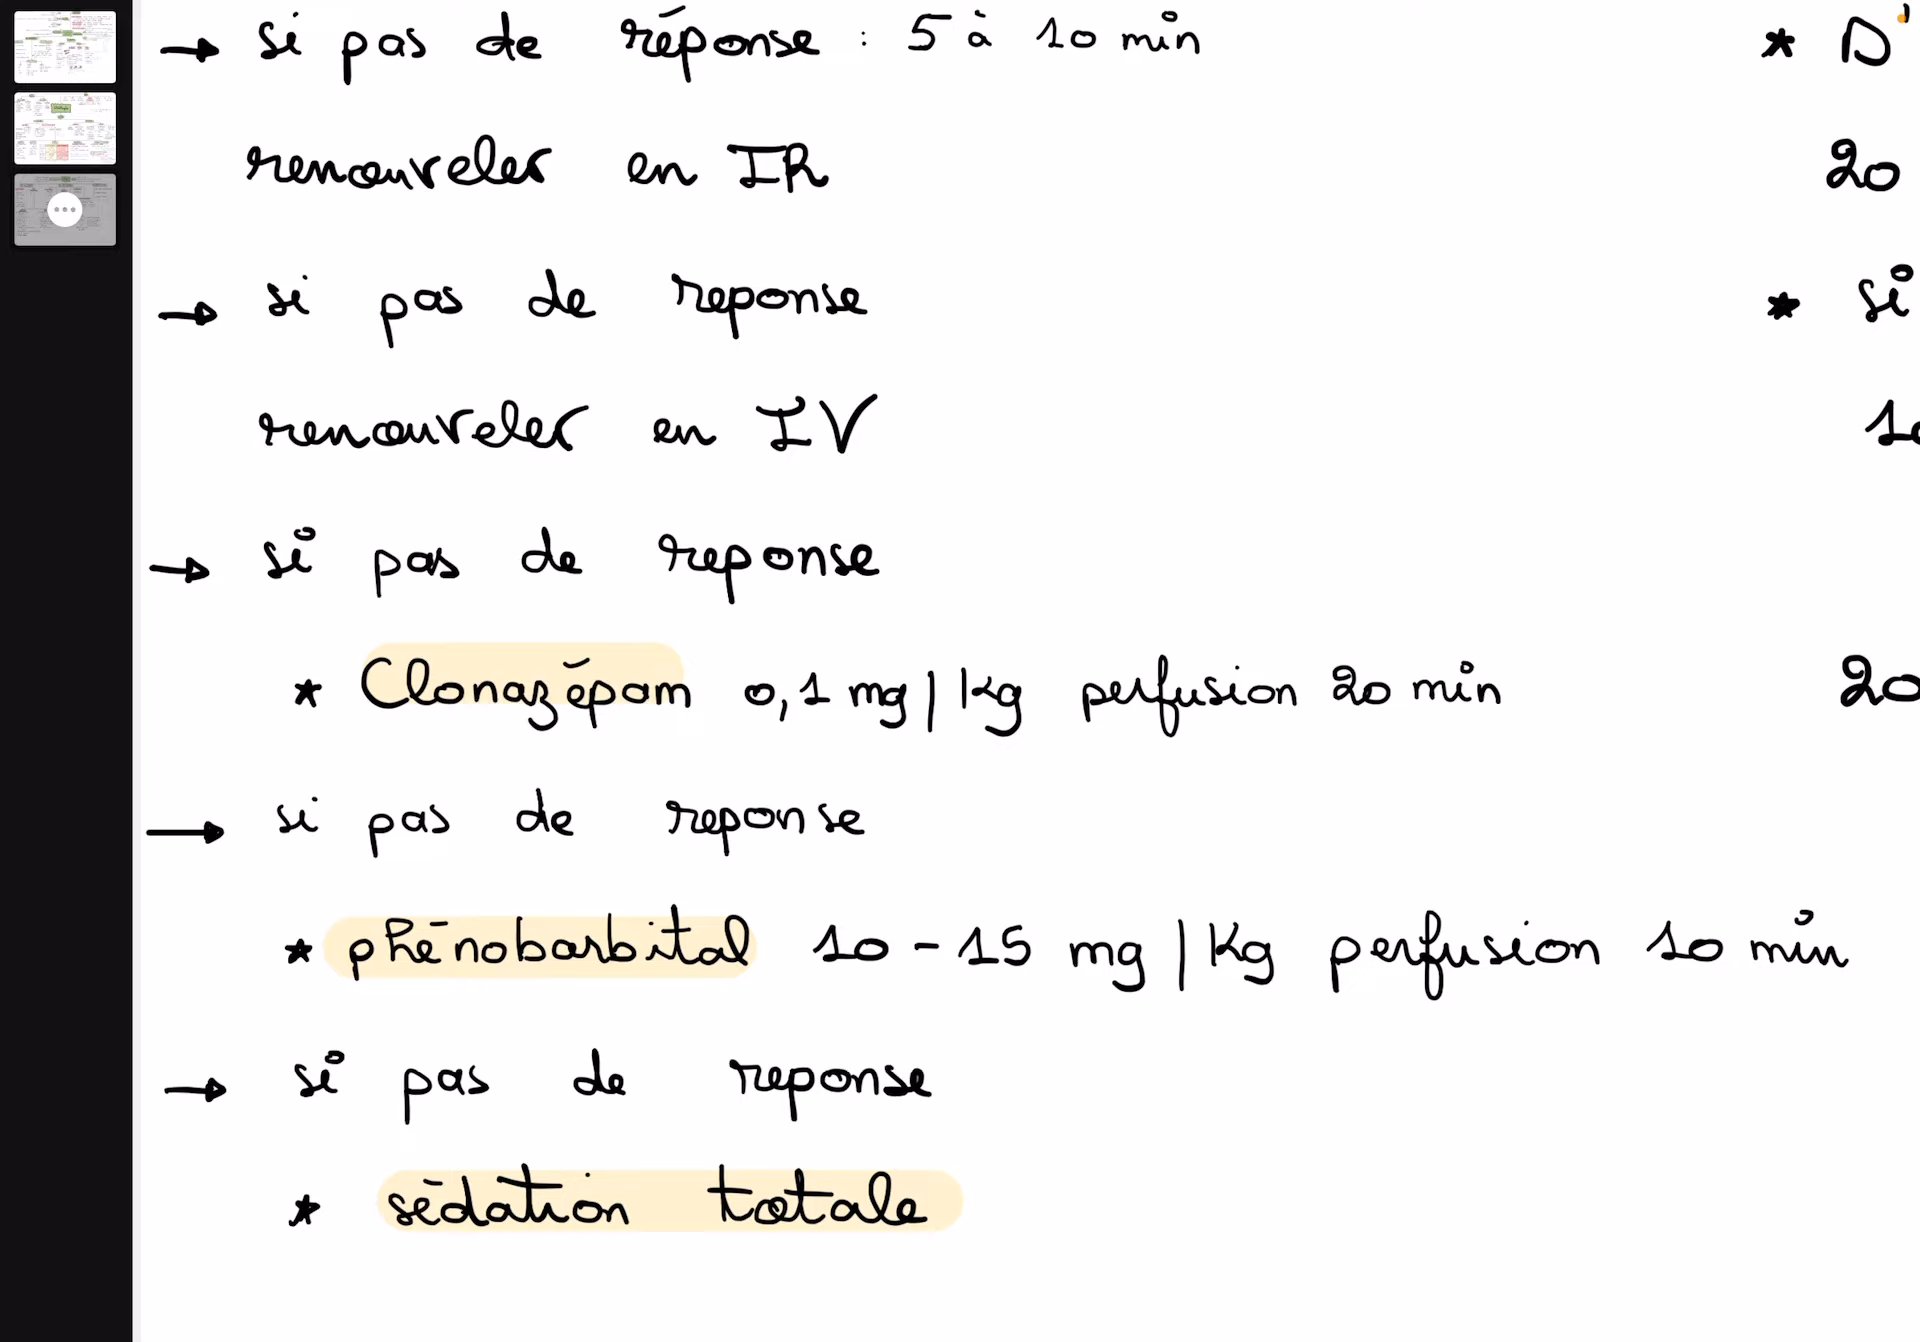 → si pas de réponse : 5 à 10 min
* D'
renouveler en IR
20
→ si pas de reponse
* si
renouveler en IV
→ si pas de reponse
* Clonazépam 0,1 mg | kg perfusion 20 min
20
→ si pas de reponse
* phénobarbital 10 - 15 mg | Kg perfusion 10 min
→ si pas de reponse
* sédation totale